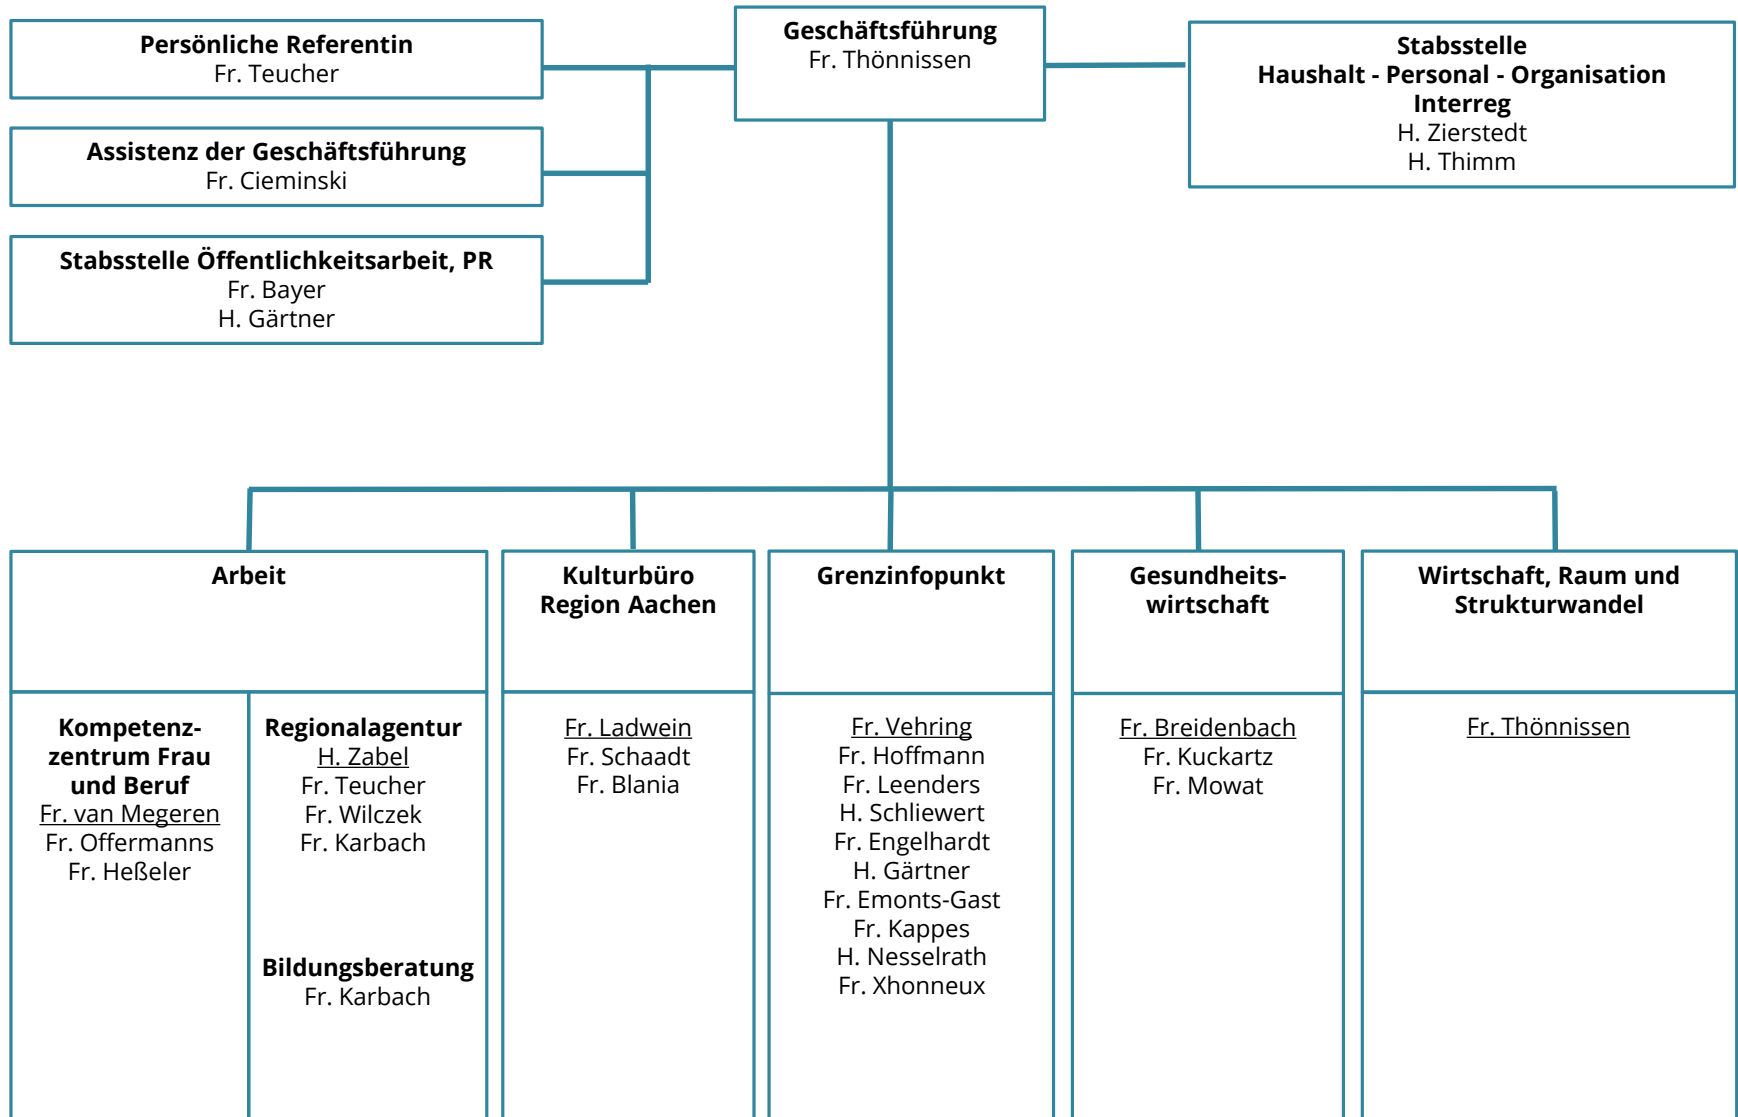 Persönliche Referentin
Fr. Teucher
Geschäftsführung
Fr. Thönnissen
Stabsstelle
Haushalt - Personal - Organisation
Interreg
H. Zierstedt
H. Thimm
Assistenz der Geschäftsführung
Fr. Cieminski
Stabsstelle Öffentlichkeitsarbeit, PR
Fr. Bayer
H. Gärtner
Arbeit
Kompetenz-
zentrum Frau
und Beruf
Fr. van Megeren
Fr. Offermanns
Fr. Heßeler
Regionalagentur
H. Zabel
Fr. Teucher
Fr. Wilczek
Fr. Karbach
Bildungsberatung
Fr. Karbach
Kulturbüro
Region Aachen
Fr. Ladwein
Fr. Schaadt
Fr. Blania
Grenzinfopunkt
Fr. Vehring
Fr. Hoffmann
Fr. Leenders
H. Schliewert
Fr. Engelhardt
H. Gärtner
Fr. Emonts-Gast
Fr. Kappes
H. Nesselrath
Fr. Xhonneux
Gesundheits-
wirtschaft
Fr. Breidenbach
Fr. Kuckartz
Fr. Mowat
Wirtschaft, Raum und
Strukturwandel
Fr. Thönnissen